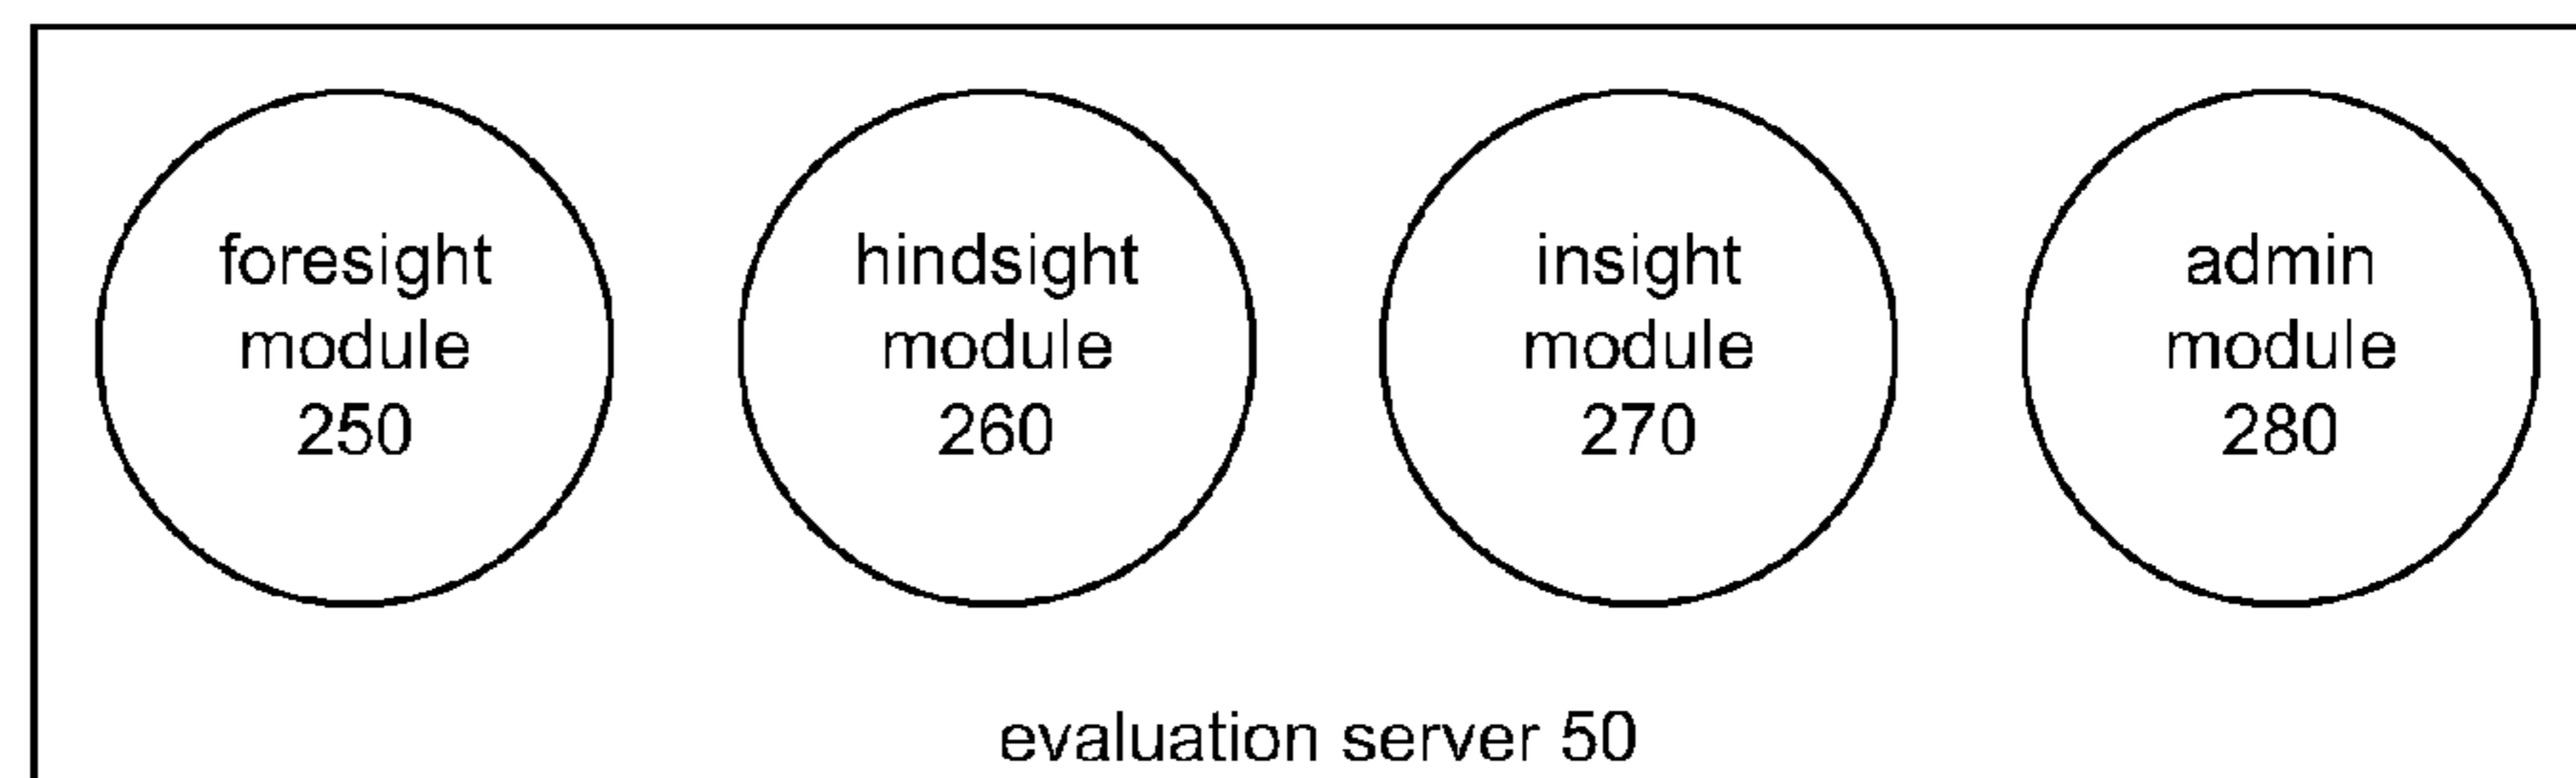 foresight
module
250
hindsight
module
260
insight
module
270
admin
module
280
evaluation server 50